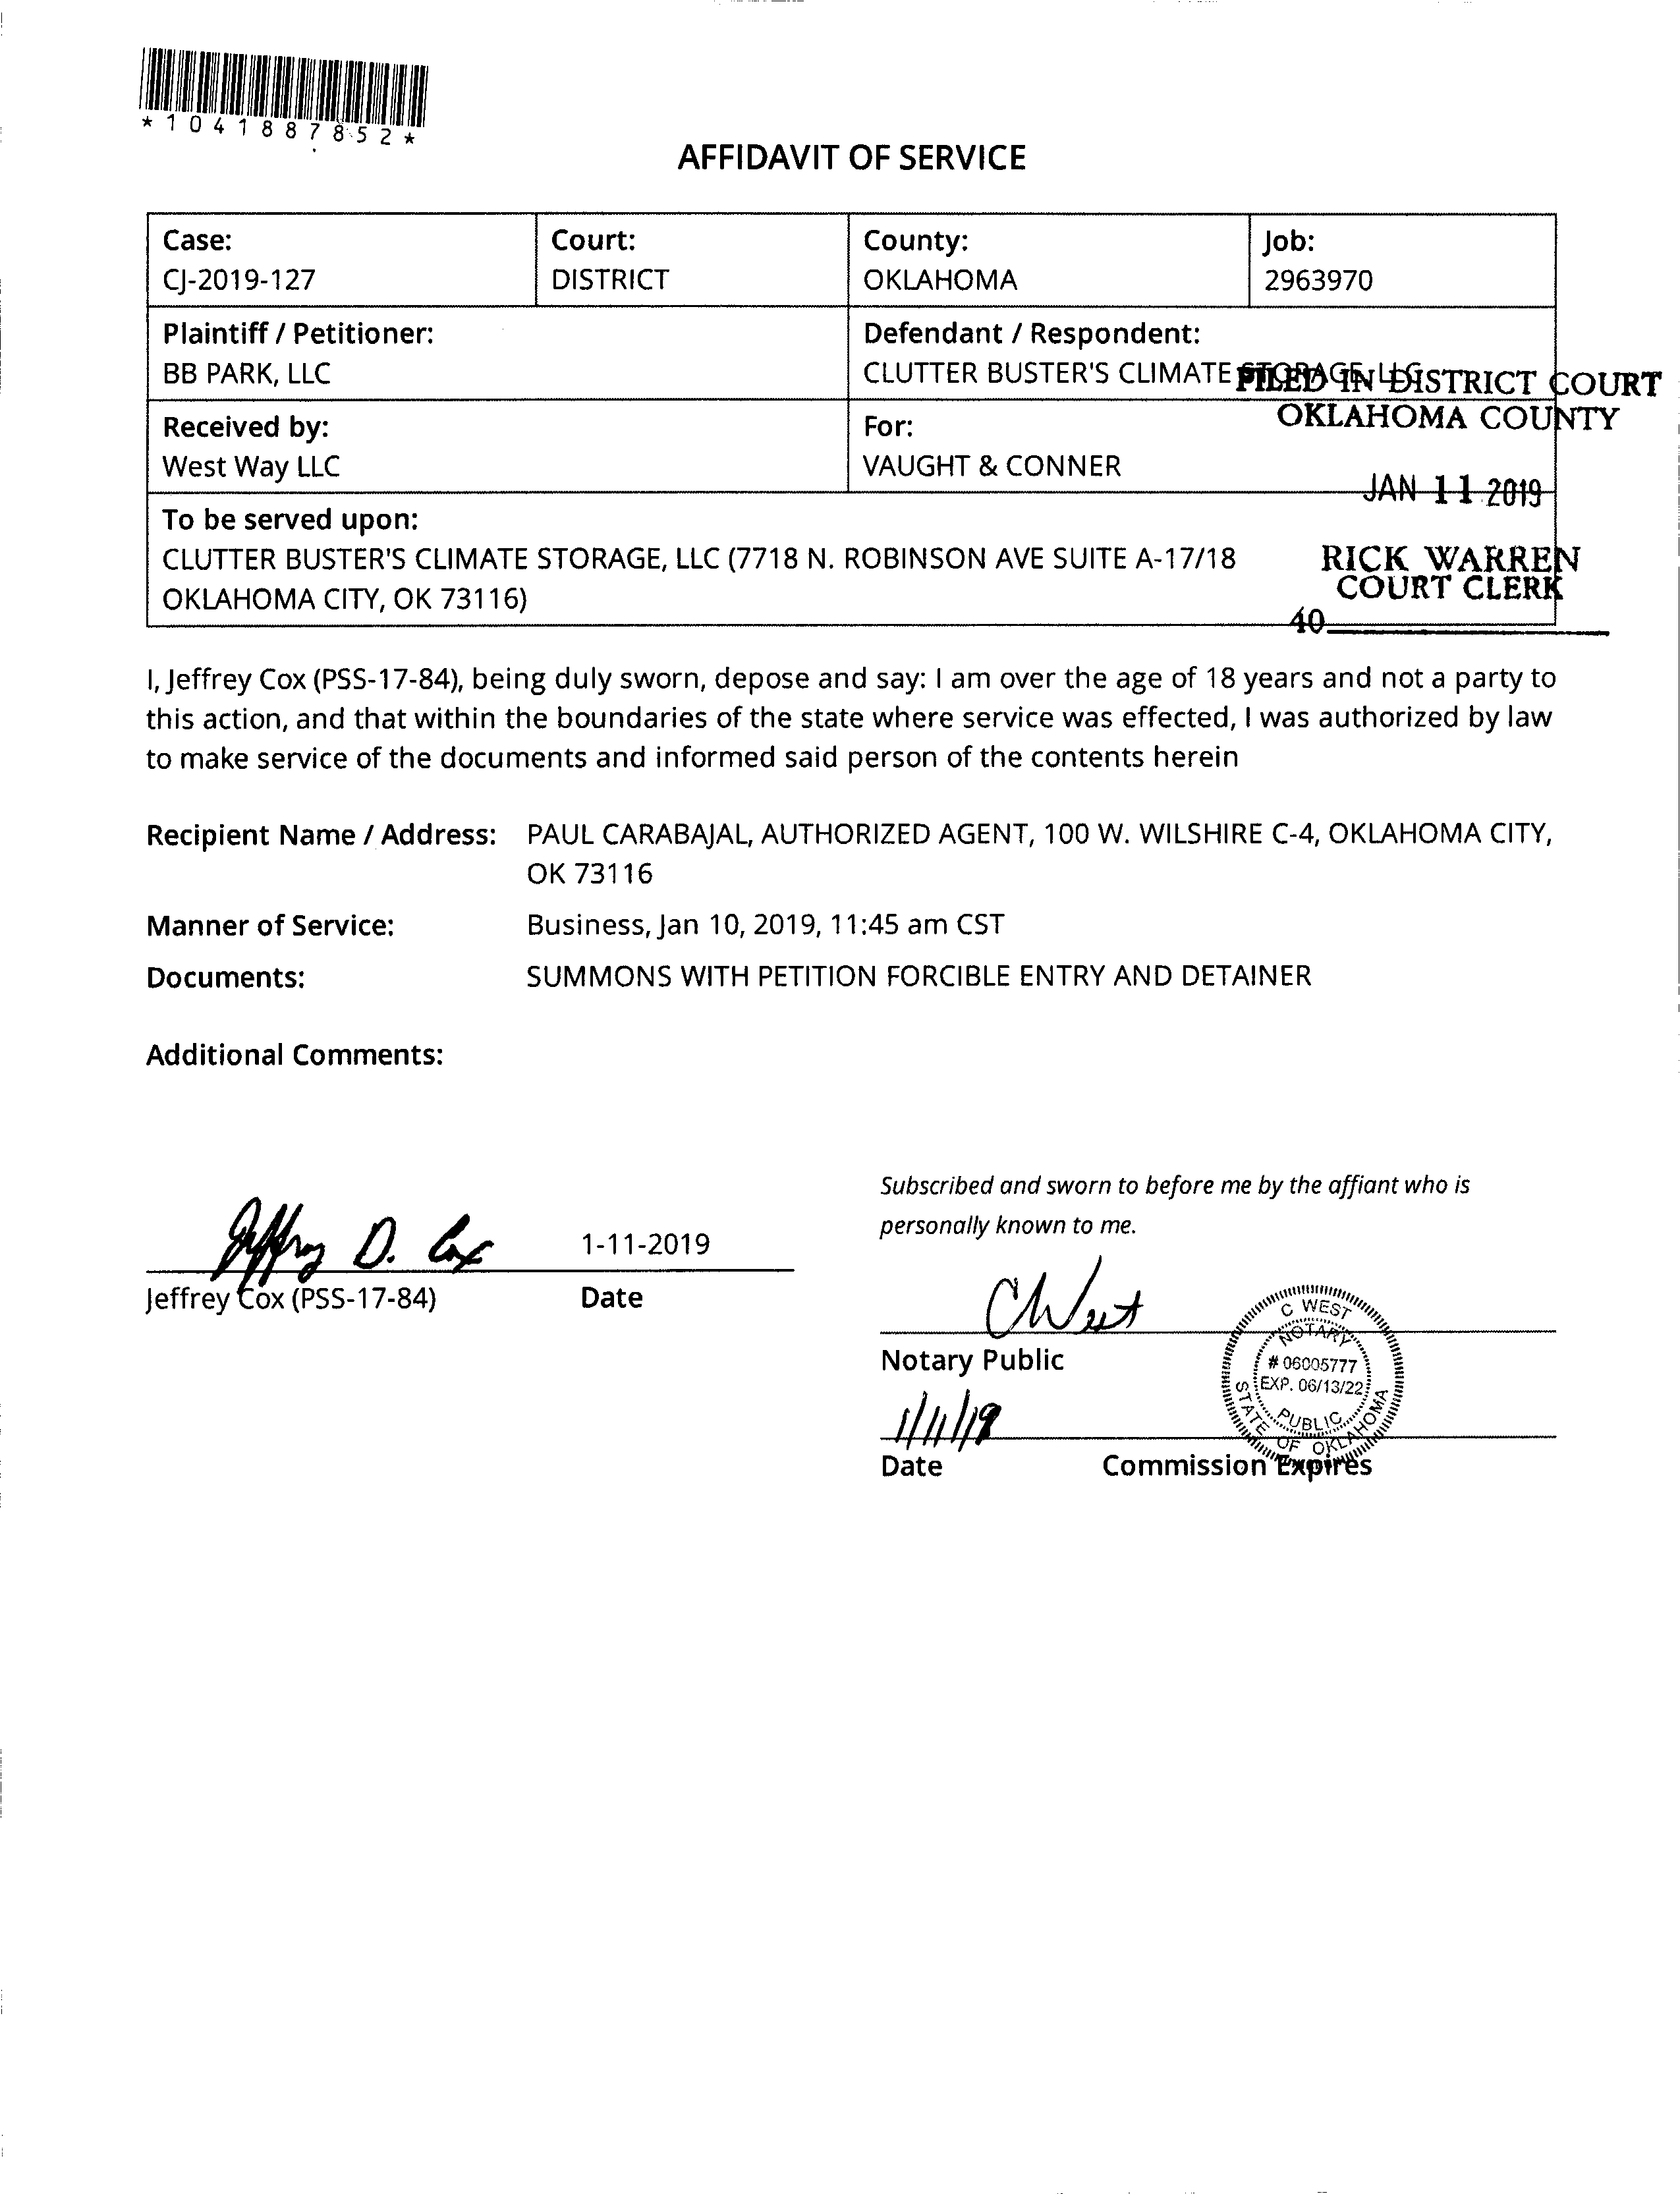 *1041887852*
AFFIDAVIT OF SERVICE
Case:
CJ-2019-127
Court:
DISTRICT
County:
OKLAHOMA
Job:
2963970
Plaintiff / Petitioner:
BB PARK, LLC
Defendant / Respondent:
CLUTTER BUSTER'S CLIMATE STORAGE, LLC
FILED IN DISTRICT COURT
OKLAHOMA COUNTY
Received by:
West Way LLC
For:
VAUGHT & CONNER
JAN 11 2019
To be served upon:
CLUTTER BUSTER'S CLIMATE STORAGE, LLC (7718 N. ROBINSON AVE SUITE A-17/18
OKLAHOMA CITY, OK 73116)
RICK WARREN
COURT CLERK
40
I, Jeffrey Cox (PSS-17-84), being duly sworn, depose and say: I am over the age of 18 years and not a party to
this action, and that within the boundaries of the state where service was effected, I was authorized by law
to make service of the documents and informed said person of the contents herein
Recipient Name / Address: PAUL CARABAJAL, AUTHORIZED AGENT, 100 W. WILSHIRE C-4, OKLAHOMA CITY,
OK 73116
Manner of Service: Business, Jan 10, 2019, 11:45 am CST
Documents: SUMMONS WITH PETITION FORCIBLE ENTRY AND DETAINER
Additional Comments:
Jeffrey D. Cox 1-11-2019
Jeffrey Cox (PSS-17-84) Date
Subscribed and sworn to before me by the affiant who is
personally known to me.
C West
Notary Public
C WEST
NOTARY
# 06005777
EXP. 06/13/22
PUBLIC
STATE OF OKLAHOMA
1/11/19
Date Commission Expires